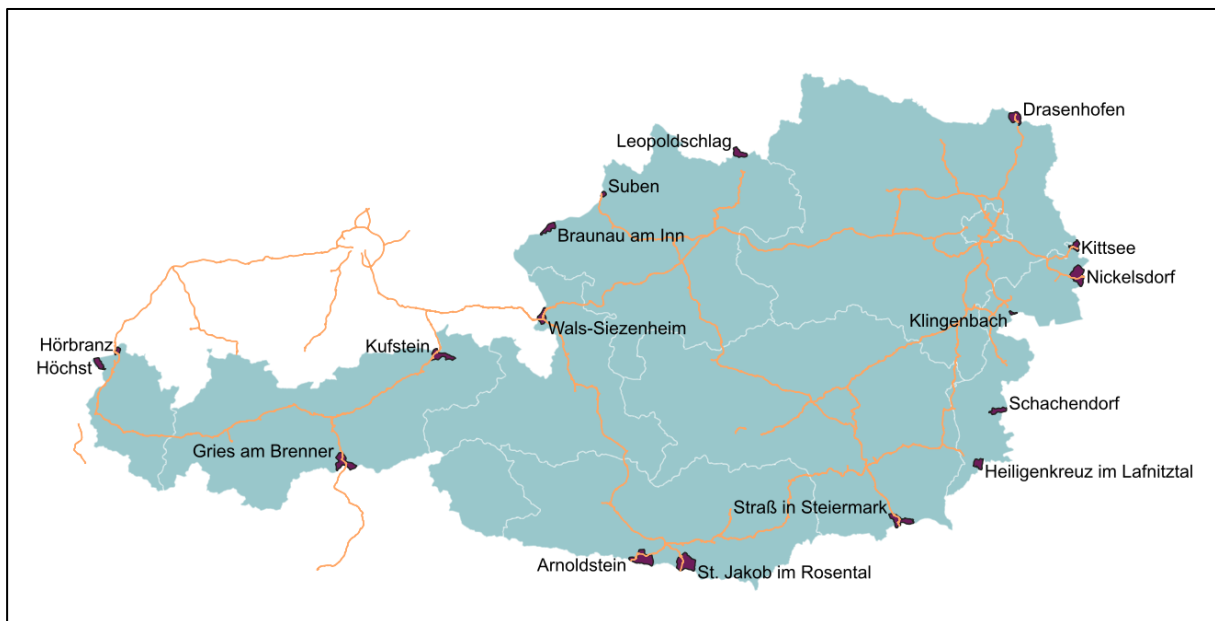 Drasenhofen
Leopoldschlag
Suben
Braunau am Inn
Kittsee
Nickelsdorf
Klingenbach
Wals-Siezenheim
Hörbranz
Kufstein
Höchst
Schachendorf
Gries am Brenner
Heiligenkreuz im Lafnitztal
Straß in Steiermark
Arnoldstein
St. Jakob im Rosental